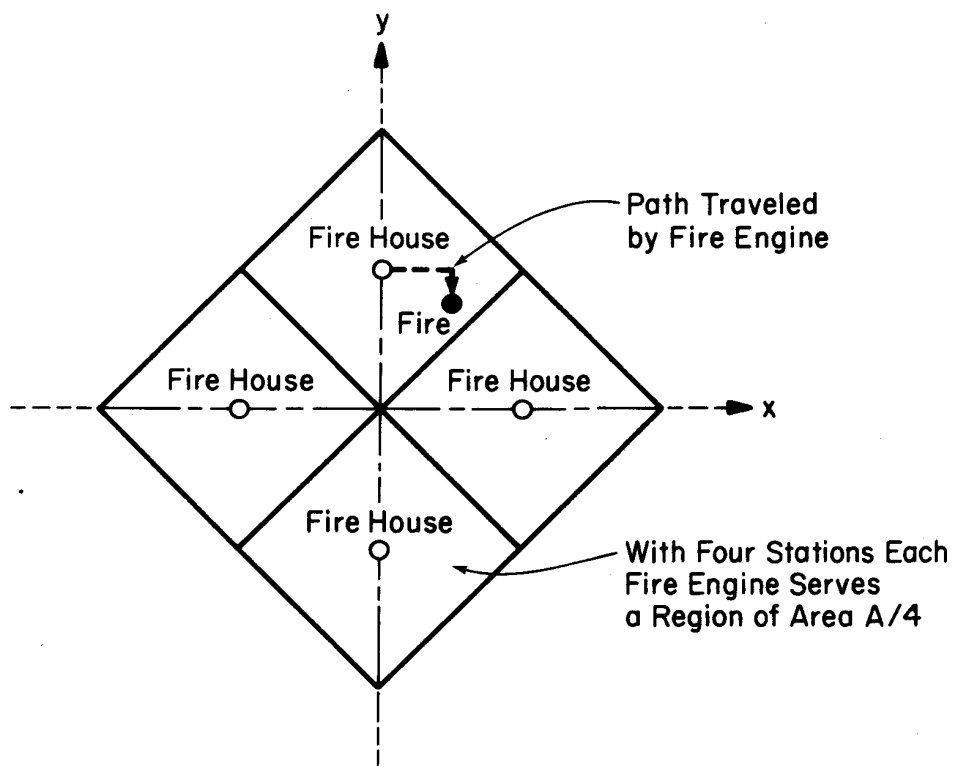 y
Path Traveled
by Fire Engine
Fire House
Fire
Fire House
Fire House
x
Fire House
With Four Stations Each
Fire Engine Serves
a Region of Area A/4